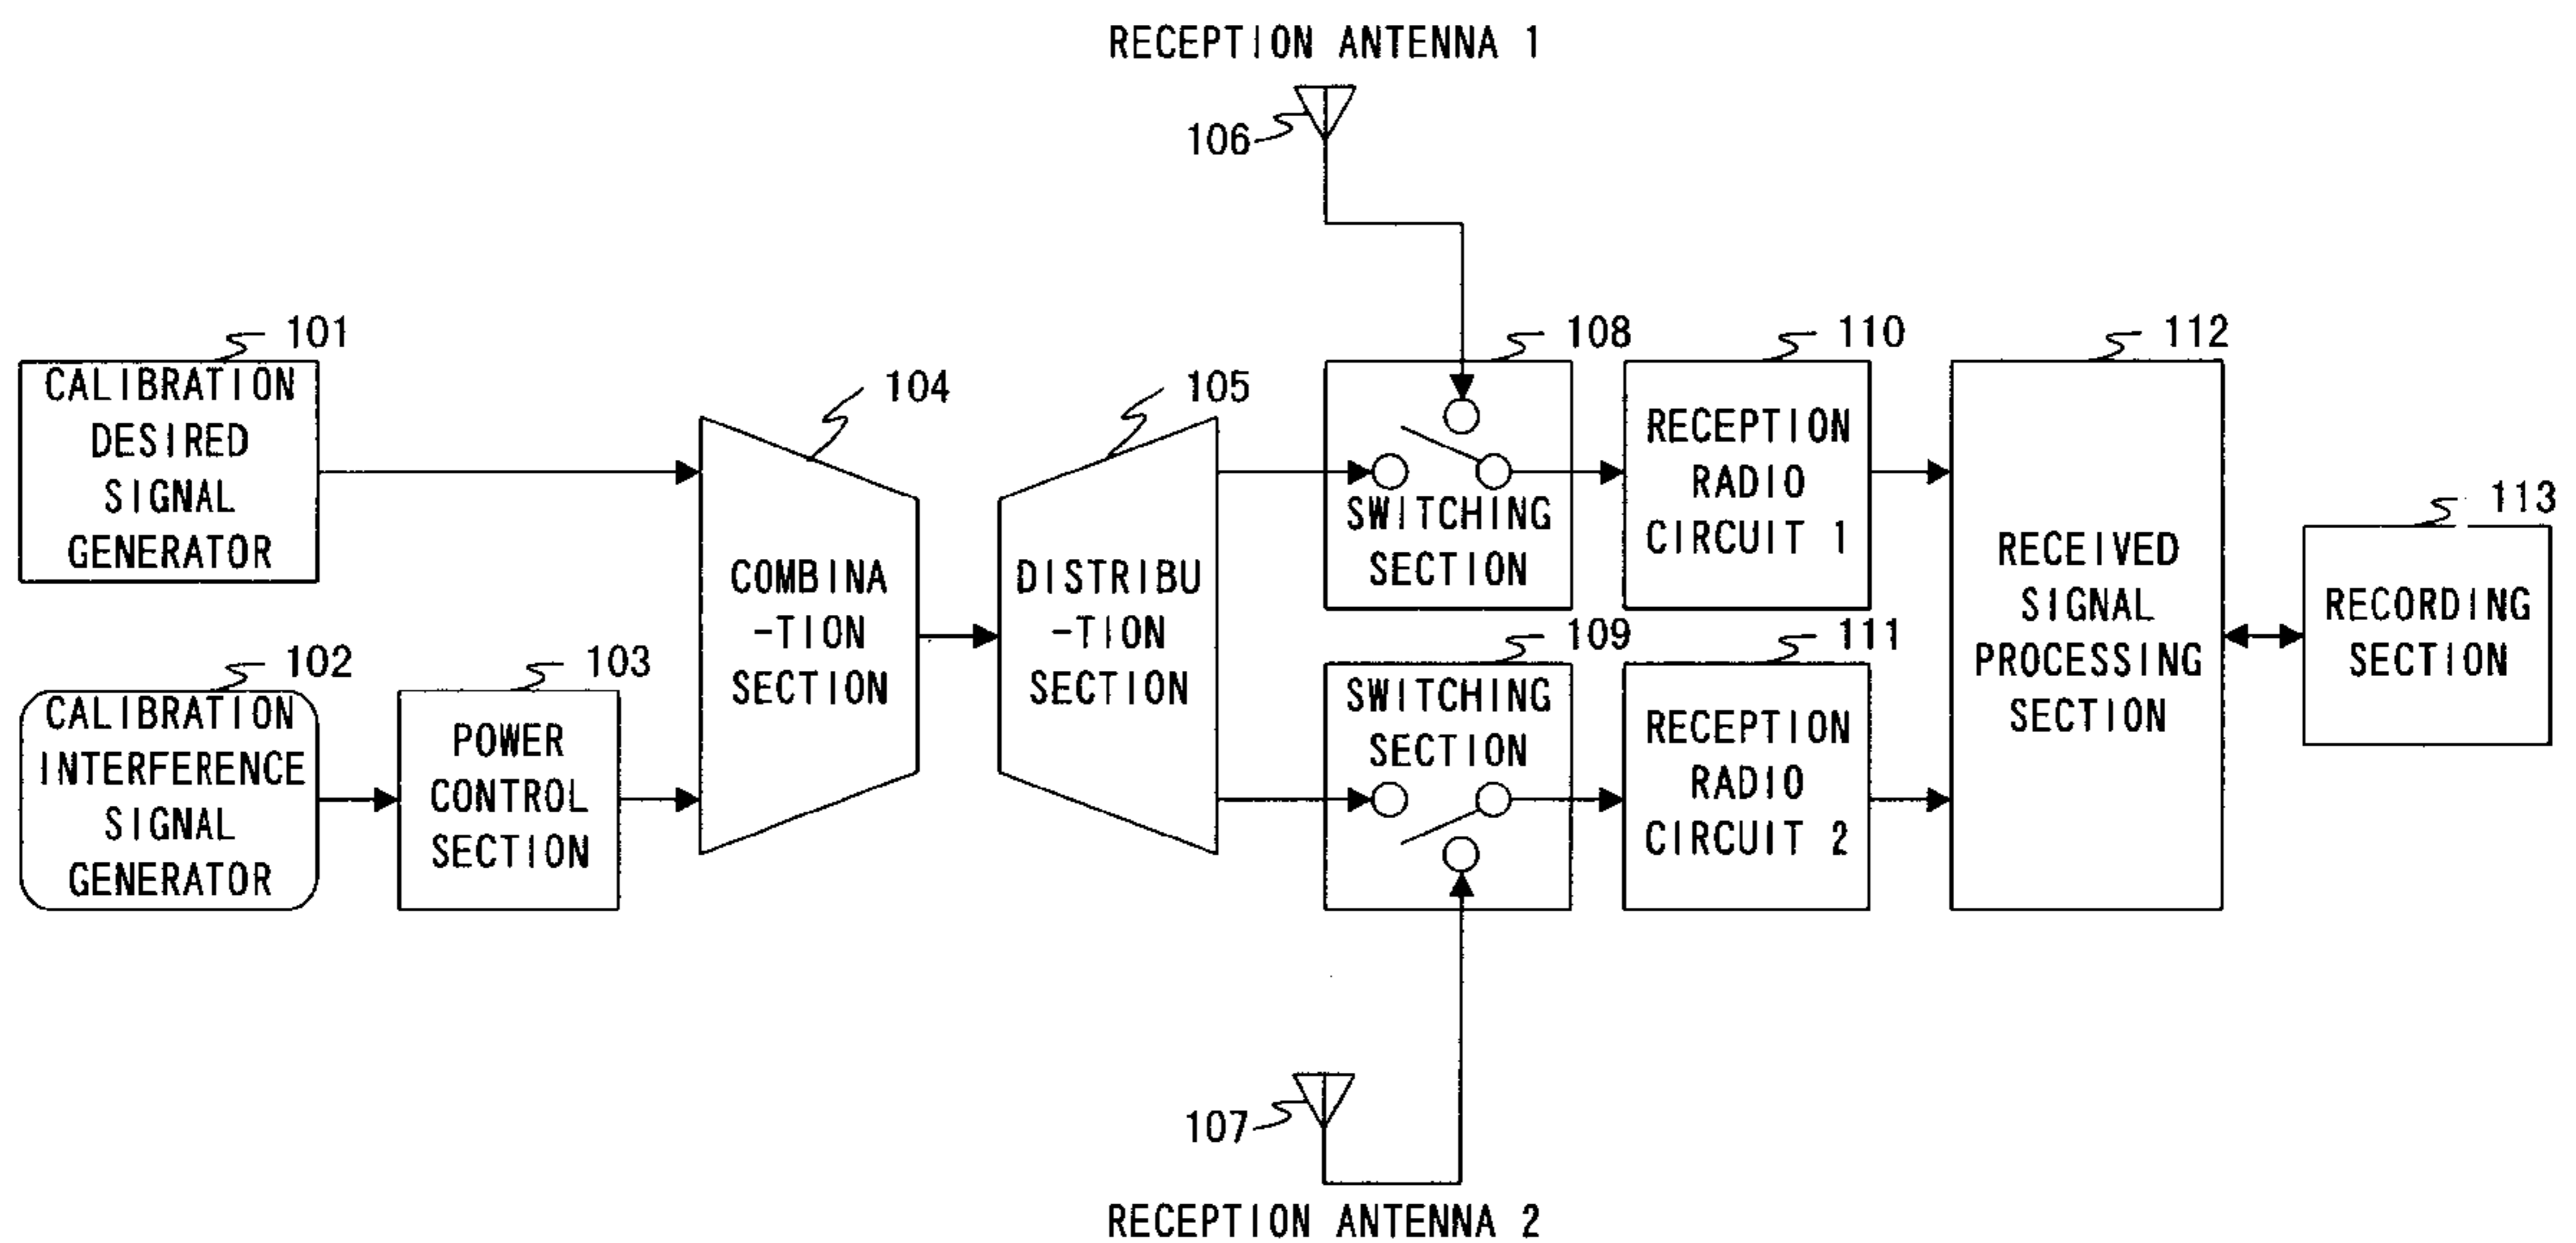 RECEPTION ANTENNA 1
106
101
CALIBRATION
DESIRED
SIGNAL
GENERATOR
102
CALIBRATION
INTERFERENCE
SIGNAL
GENERATOR
103
POWER
CONTROL
SECTION
104
COMBINA
-TION
SECTION
105
DISTRIBU
-TION
SECTION
108
SWITCHING
SECTION
109
SWITCHING
SECTION
110
RECEPTION
RADIO
CIRCUIT 1
111
RECEPTION
RADIO
CIRCUIT 2
112
RECEIVED
SIGNAL
PROCESSING
SECTION
113
RECORDING
SECTION
107
RECEPTION ANTENNA 2